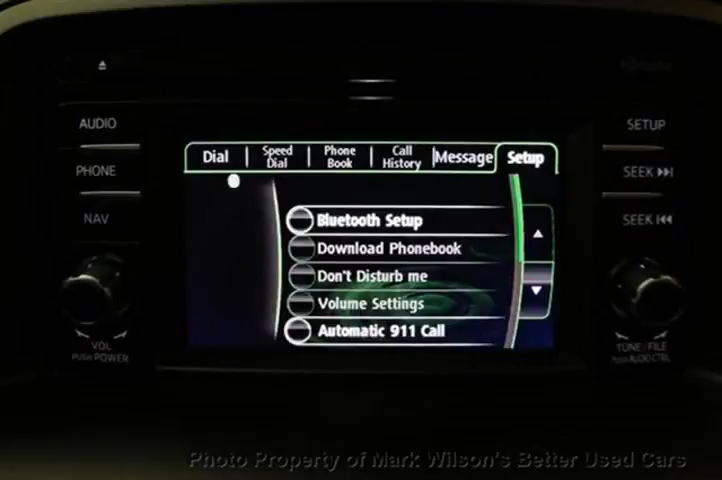 AUDIO
SETUP
Dial
Speed Dial
Phone Book
Call History
Message
Setup
PHONE
SEEK
NAV
SEEK
Bluetooth Setup
Download Phonebook
Don't Disturb me
Volume Settings
Automatic 911 Call
VOL
PUSH POWER
TUNE/FILE
PUSH AUDIO CTRL
Photo Property of Mark Wilson's Better Used Cars